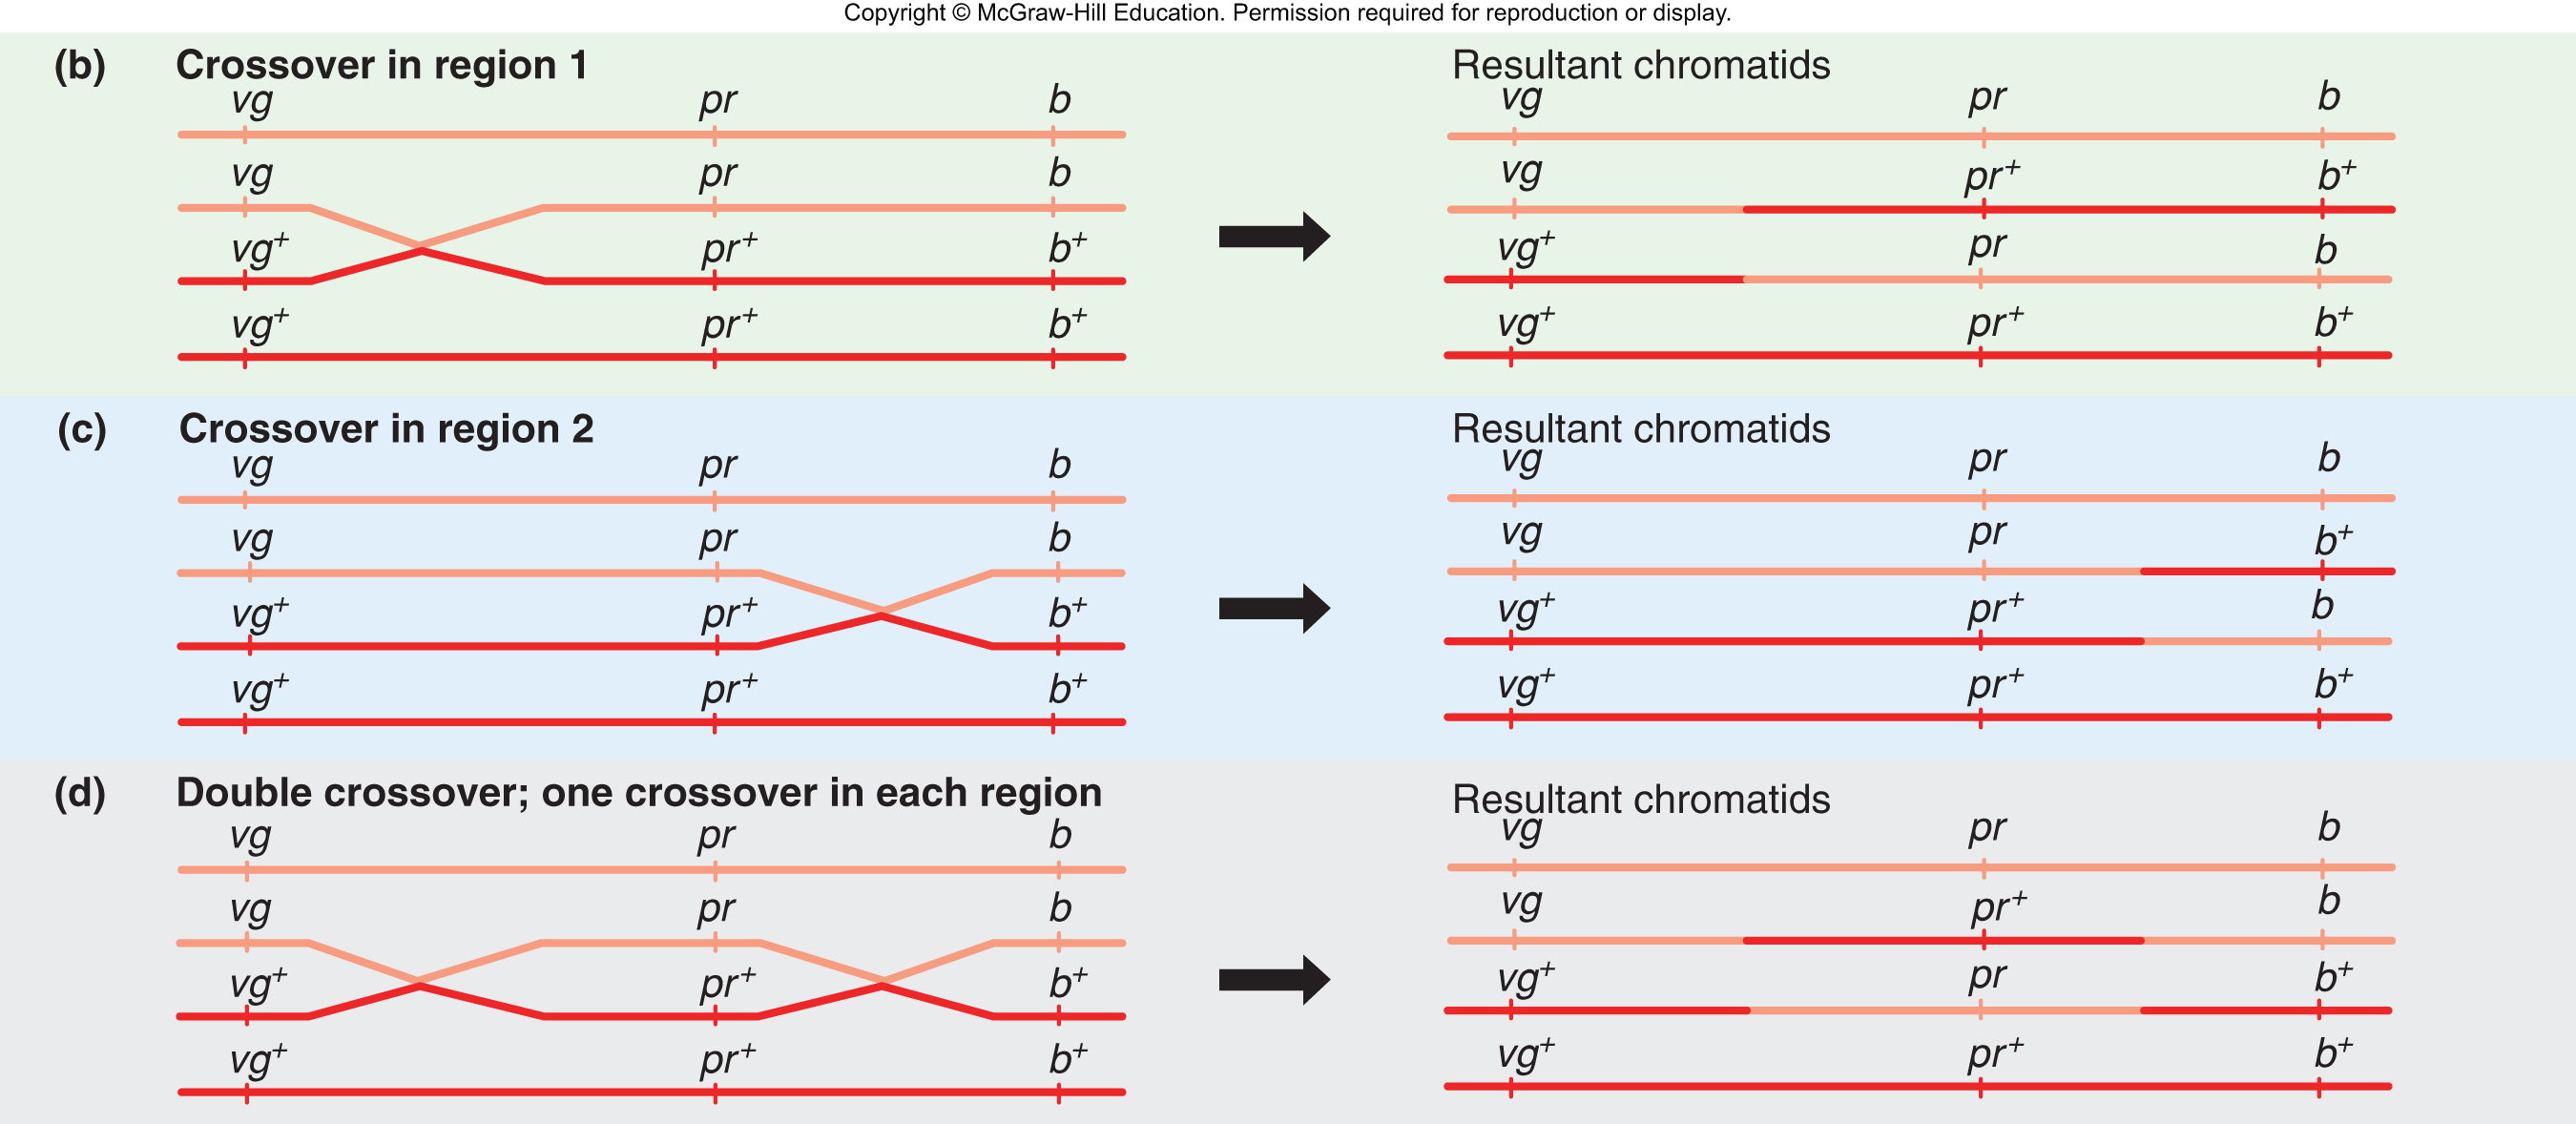 Copyright © McGraw-Hill Education. Permission required for reproduction or display.
(b) Crossover in region 1
vg pr b
vg pr b
vg+ pr+ b+
vg+ pr+ b+
Resultant chromatids
vg pr b
vg pr+ b+
vg+ pr b
vg+ pr+ b+
(c) Crossover in region 2
vg pr b
vg pr b
vg+ pr+ b+
vg+ pr+ b+
Resultant chromatids
vg pr b
vg pr b+
vg+ pr+ b
vg+ pr+ b+
(d) Double crossover; one crossover in each region
vg pr b
vg pr b
vg+ pr+ b+
vg+ pr+ b+
Resultant chromatids
vg pr b
vg pr+ b
vg+ pr b+
vg+ pr+ b+